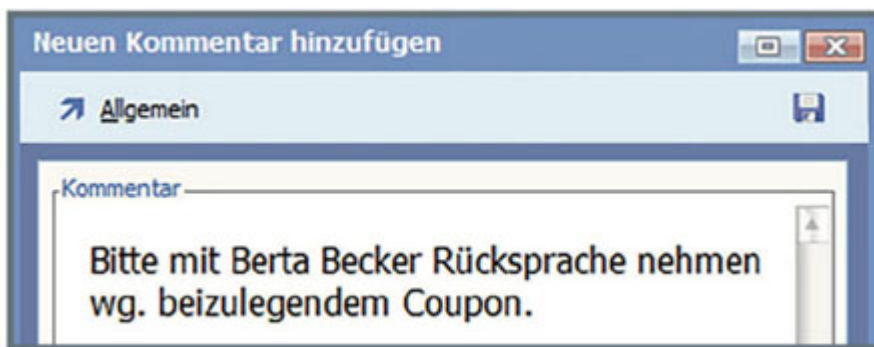 Neuen Kommentar hinzufügen
Allgemein
Kommentar
Bitte mit Berta Becker Rücksprache nehmen
wg. beizulegendem Coupon.